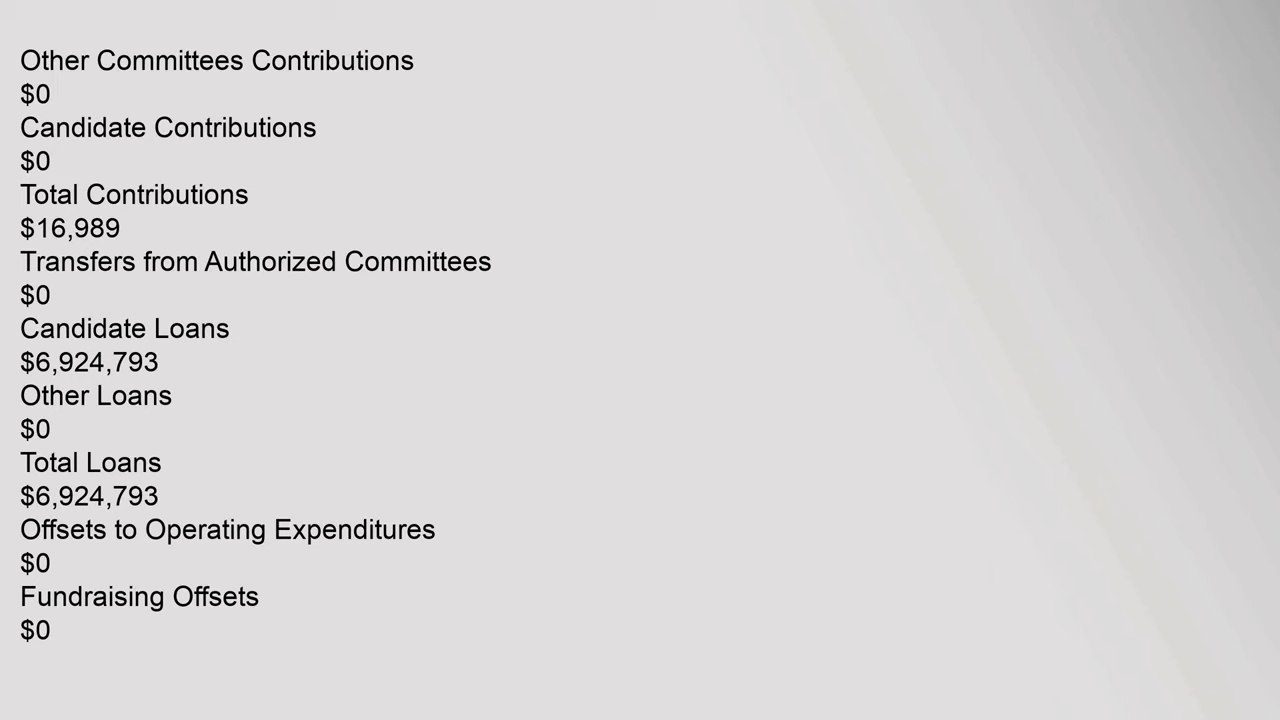 Other Committees Contributions
$0
Candidate Contributions
$0
Total Contributions
$16,989
Transfers from Authorized Committees
$0
Candidate Loans
$6,924,793
Other Loans
$0
Total Loans
$6,924,793
Offsets to Operating Expenditures
$0
Fundraising Offsets
$0